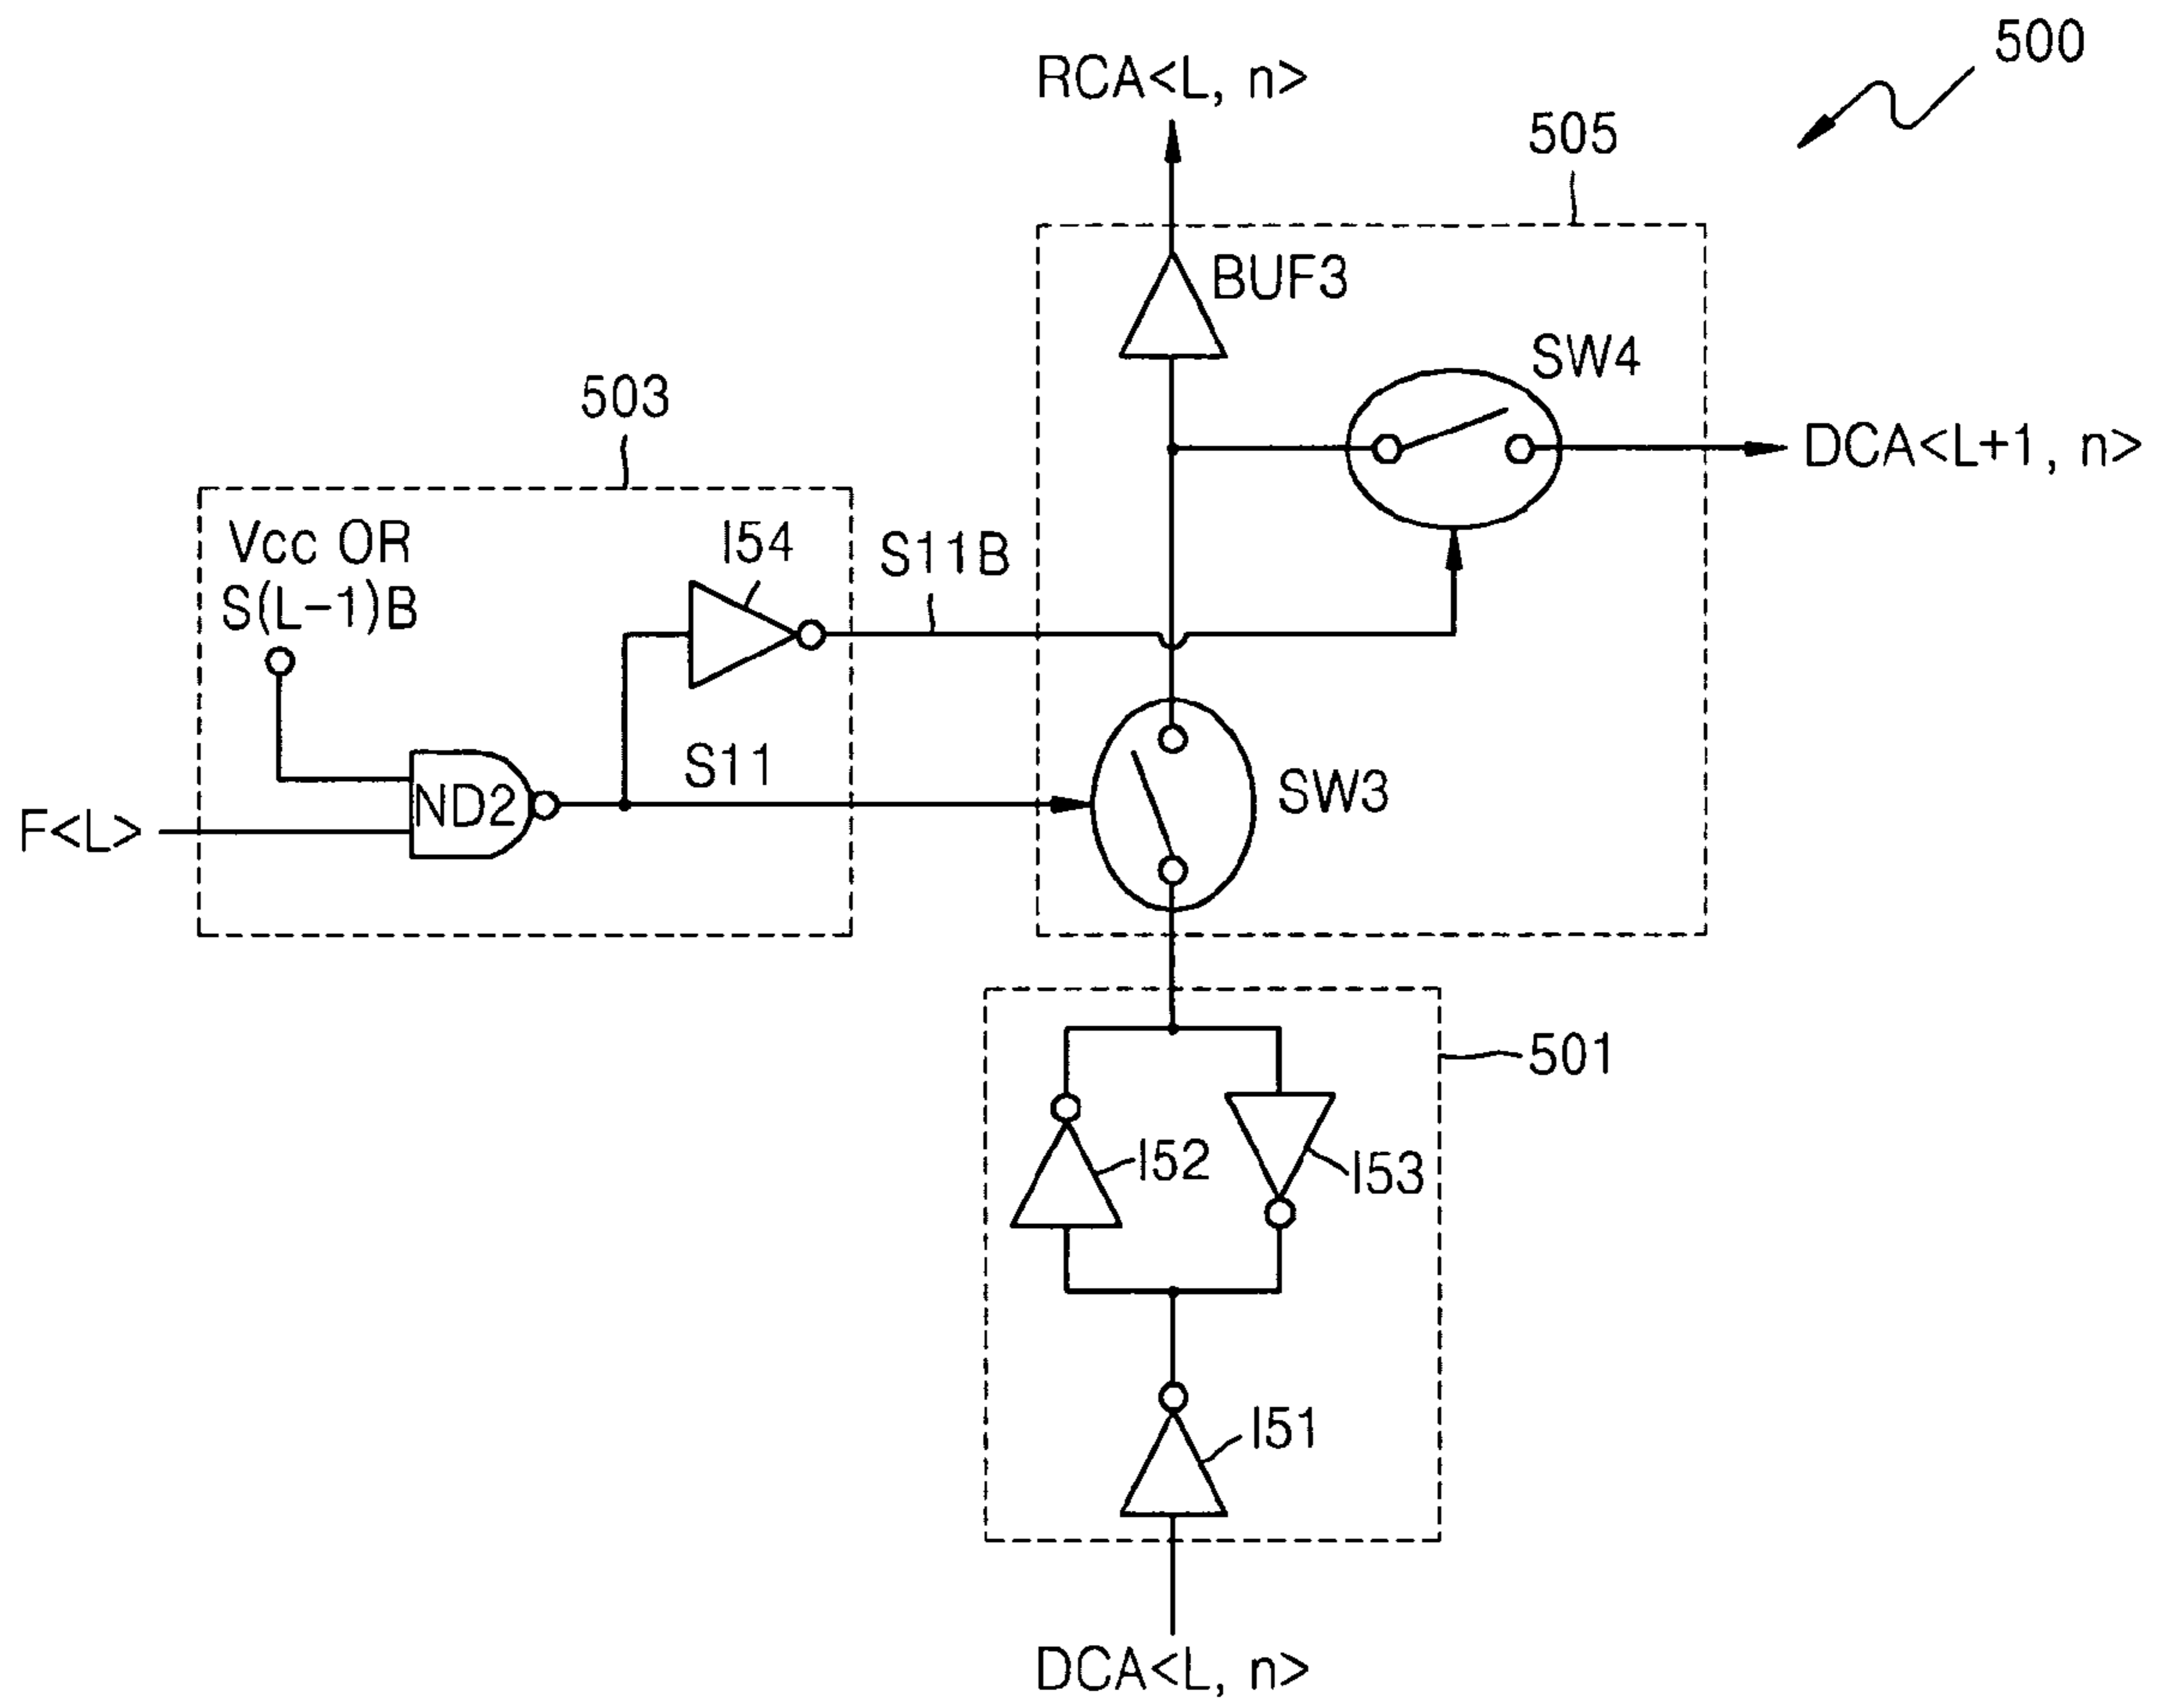 500
RCA<L, n>
505
BUF3
SW4
503
DCA<L+1, n>
Vcc OR
S(L-1)B
I54
S11B
S11
SW3
ND2
F<L>
501
I52
I53
I51
DCA<L, n>